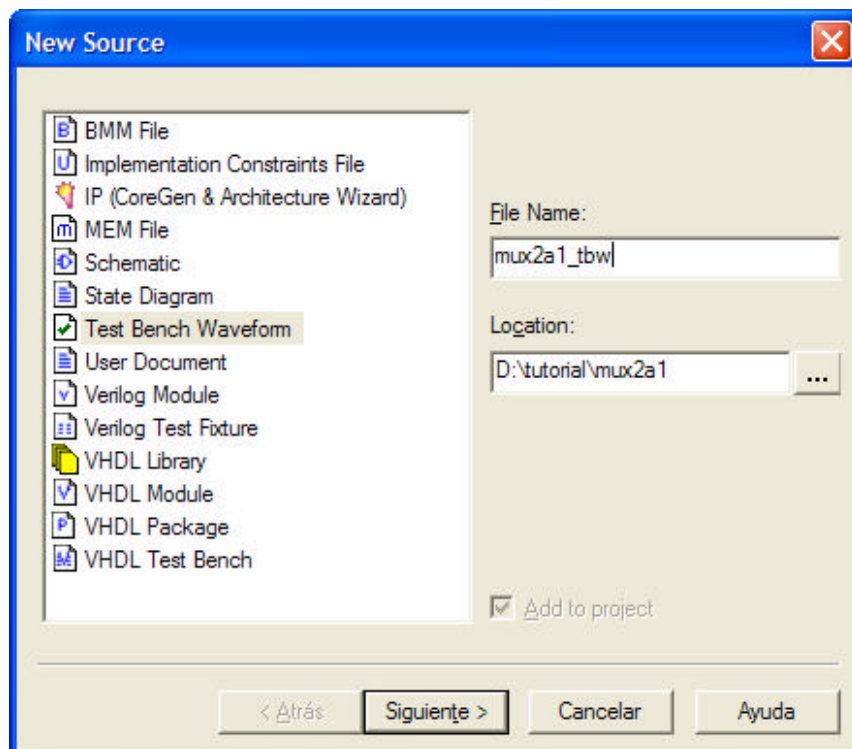 New Source
BMM File
Implementation Constraints File
IP (CoreGen & Architecture Wizard)
MEM File
Schematic
State Diagram
Test Bench Waveform
User Document
Verilog Module
Verilog Test Fixture
VHDL Library
VHDL Module
VHDL Package
VHDL Test Bench
File Name:
mux2a1_tbw
Location:
D:\tutorial\mux2a1
...
Add to project
< Atrás
Siguiente >
Cancelar
Ayuda